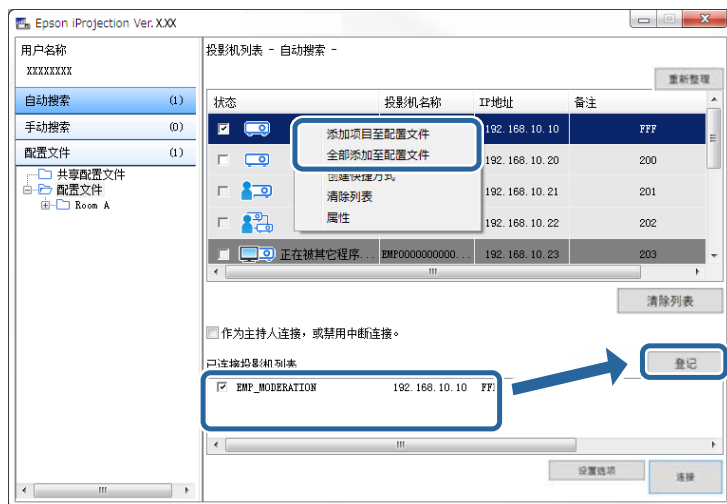 Epson iProjection Ver. X.XX
用户名称
XXXXXXXX
自动搜索 (1)
手动搜索 (0)
配置文件 (1)
共享配置文件
配置文件
Room A
投影机列表 - 自动搜索 -
重新整理
状态 投影机名称 IP地址 备注
192.168.10.10 FFF
192.168.10.20 200
192.168.10.21 201
192.168.10.22 202
正在被其它程序... EMP0000000000... 192.168.10.23 203
添加项目至配置文件
全部添加至配置文件
创建快捷方式
清除列表
属性
清除列表
作为主持人连接，或禁用中断连接。
已连接投影机列表
登记
EMP_MODERATION 192.168.10.10 FFF
设置选项
连接